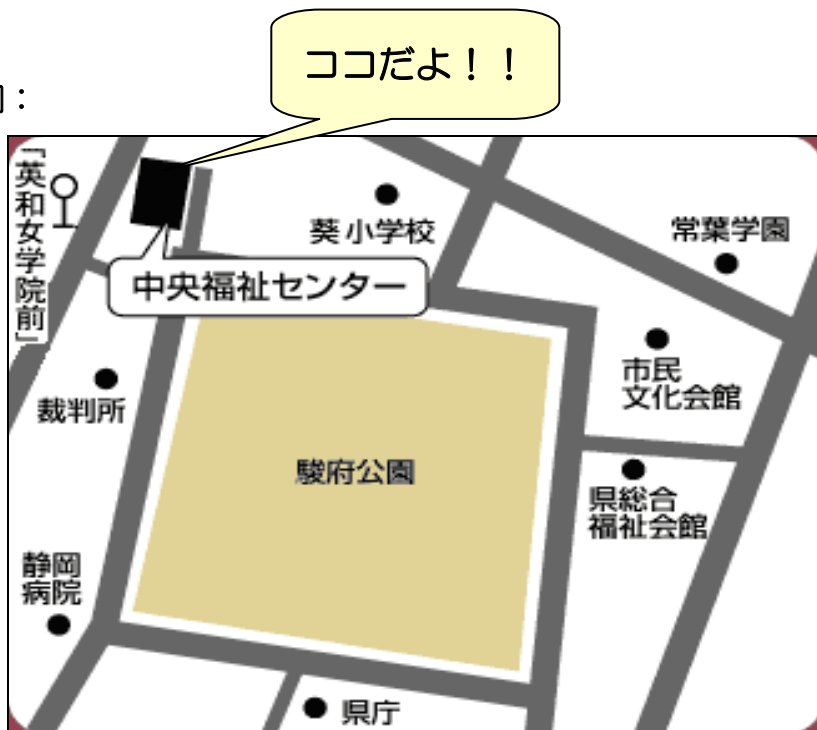 ココだよ！！
：
「英和女学院前」
葵小学校
常葉学園
中央福祉センター
市民
文化会館
裁判所
駿府公園
県総合
福祉会館
静岡
病院
県庁